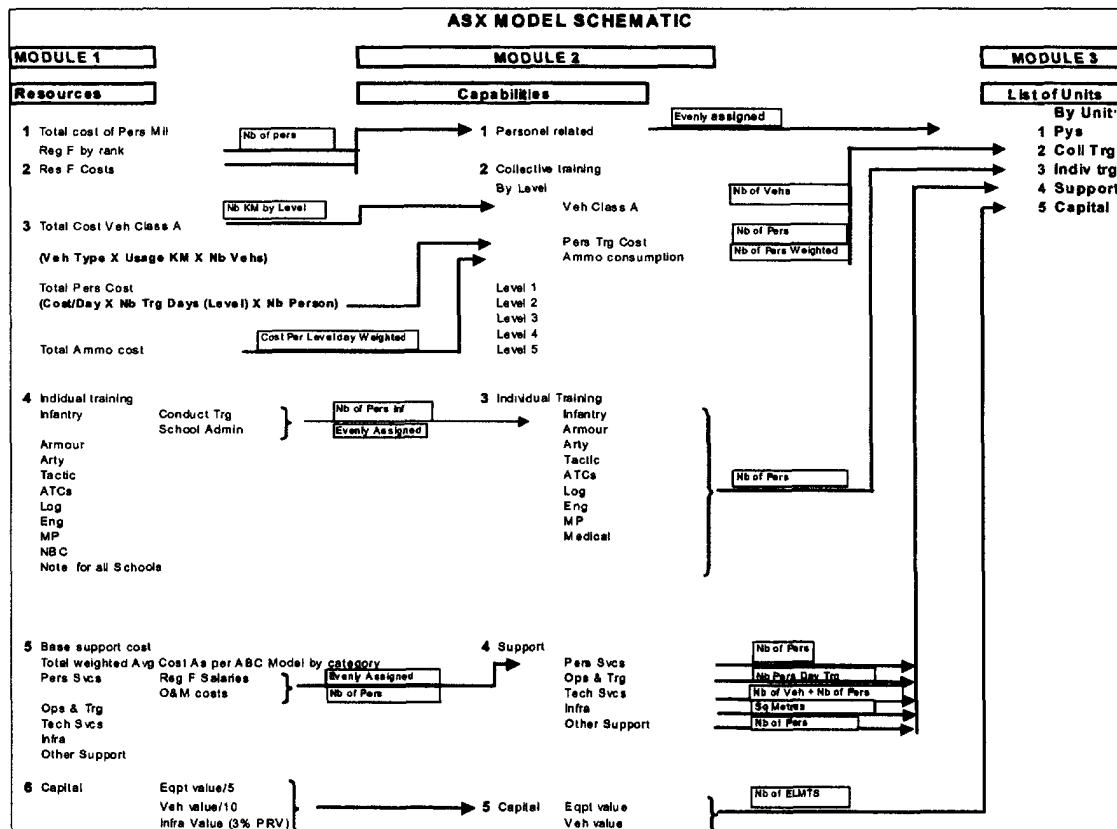 ASX MODEL SCHEMATIC
MODULE 1
MODULE 2
MODULE 3
Resources
Capabilities
List of Units
By Unit
1 Total cost of Pers Mil
Reg F by rank
2 Res F Costs
Nb of pers
1 Personel related
Evenly assigned
1 Pys
2 Coll Trg
3 Indiv trg
4 Support
5 Capital
2 Collective training
By Level
Nb of Vehs
Nb KM by Level
Veh Class A
3 Total Cost Veh Class A
Nb of Pers
(Veh Type X Usage KM X Nb Vehs)
Pers Trg Cost
Nb of Pers Weighted
Ammo consumption
Total Pers Cost
(Cost/Day X Nb Trg Days (Level) X Nb Person)
Level 1
Level 2
Level 3
Level 4
Level 5
Cost Per Levelday Weighted
Total Ammo cost
4 Indidual training
Infantry
Conduct Trg
School Admin
Nb of Pers Inf
Evenly Assigned
Armour
Arty
Tactic
ATCs
Log
Eng
MP
NBC
Note for all Schools
3 Individual Training
Infantry
Armour
Arty
Tactic
ATCs
Log
Eng
MP
Medical
Nb of Pers
5 Base support cost
Total weighted Avg Cost As per ABC Model by category
Pers Svcs
Reg F Salaries
O&M costs
Evenly Assigned
Nb of Pers
Ops & Trg
Tech Svcs
Infra
Other Support
4 Support
Pers Svcs
Ops & Trg
Tech Svcs
Infra
Other Support
Nb of Pers
Nb Pers Day Trg
Nb of Veh + Nb of Pers
Sq Metres
Nb of Pers
6 Capital
Eqpt value/5
Veh value/10
Infra Value (3% PRV)
5 Capital
Eqpt value
Veh value
Nb of ELMTS